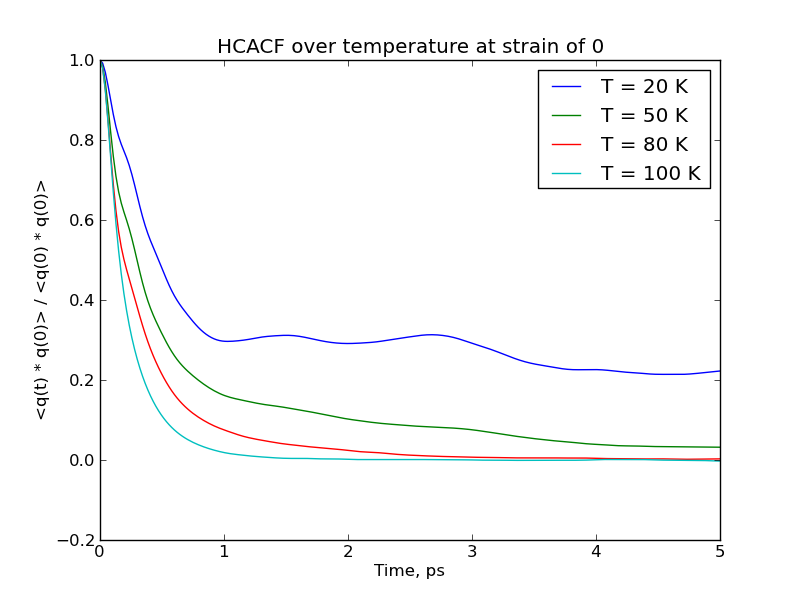 HCACF over temperature at strain of 0
<q(t) * q(0)> / <q(0) * q(0)>
1.0
0.8
0.6
0.4
0.2
0.0
−0.2
T = 20 K
T = 50 K
T = 80 K
T = 100 K
0 1 2 3 4 5
Time, ps